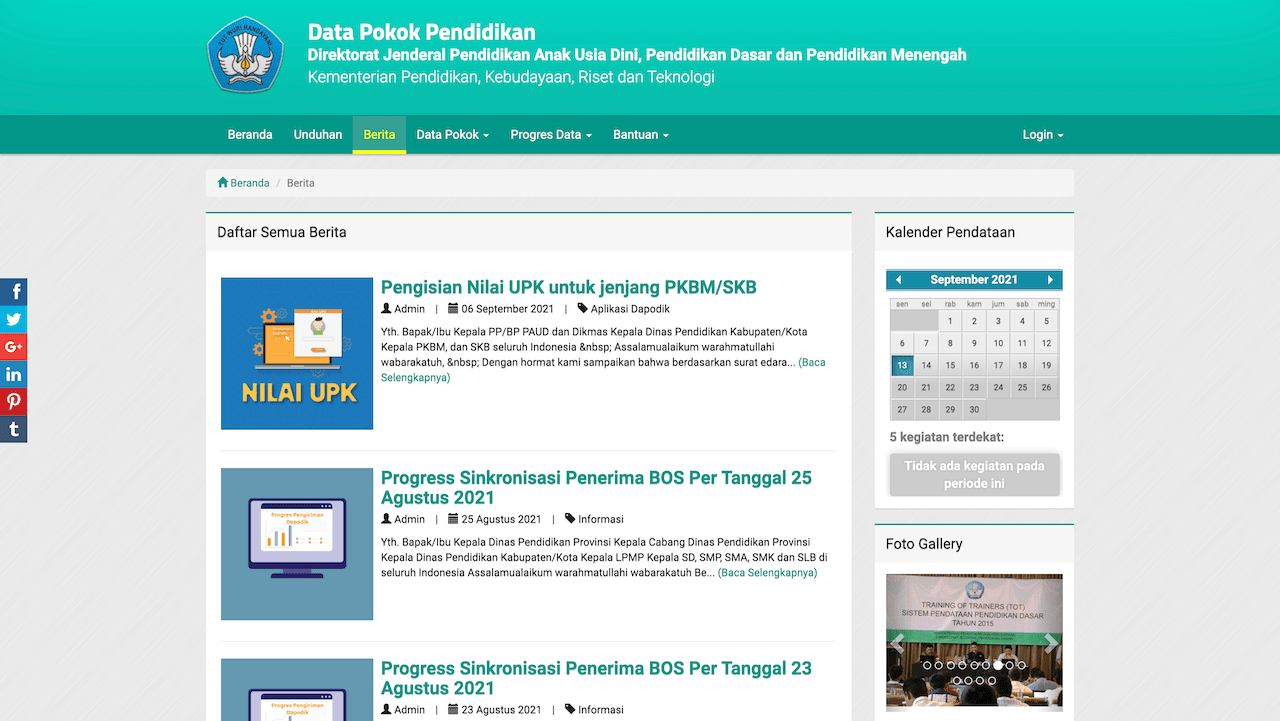 TUT WURI HANDAYANI
Data Pokok Pendidikan
Direktorat Jenderal Pendidikan Anak Usia Dini, Pendidikan Dasar dan Pendidikan Menengah
Kementerian Pendidikan, Kebudayaan, Riset dan Teknologi
Beranda Unduhan Berita Data Pokok Progres Data Bantuan Login
Beranda / Berita
Daftar Semua Berita
NILAI UPK
Pengisian Nilai UPK untuk jenjang PKBM/SKB
Admin | 06 September 2021 | Aplikasi Dapodik
Yth. Bapak/Ibu Kepala PP/BP PAUD dan Dikmas Kepala Dinas Pendidikan Kabupaten/Kota
Kepala PKBM, dan SKB seluruh Indonesia &nbsp; Assalamualaikum warahmatullahi
wabarakatuh, &nbsp; Dengan hormat kami sampaikan bahwa berdasarkan surat edara... (Baca
Selengkapnya)
Progres Pengiriman
Dapodik
Progress Sinkronisasi Penerima BOS Per Tanggal 25
Agustus 2021
Admin | 25 Agustus 2021 | Informasi
Yth. Bapak/Ibu Kepala Dinas Pendidikan Provinsi Kepala Cabang Dinas Pendidikan Provinsi
Kepala Dinas Pendidikan Kabupaten/Kota Kepala LPMP Kepala SD, SMP, SMA, SMK dan SLB di
seluruh Indonesia Assalamualaikum warahmatullahi wabarakatuh Be... (Baca Selengkapnya)
Progres Pengiriman
Dapodik
Progress Sinkronisasi Penerima BOS Per Tanggal 23
Agustus 2021
Admin | 23 Agustus 2021 | Informasi
Kalender Pendataan
September 2021
sen sel rab kam jum sab ming
1 2 3 4 5
6 7 8 9 10 11 12
13 14 15 16 17 18 19
20 21 22 23 24 25 26
27 28 29 30
5 kegiatan terdekat:
Tidak ada kegiatan pada
periode ini
Foto Gallery
TRAINING OF TRAINERS (TOT)
SISTEM PENDATAAN PENDIDIKAN DASAR
TAHUN 2015
f
G+
in
t